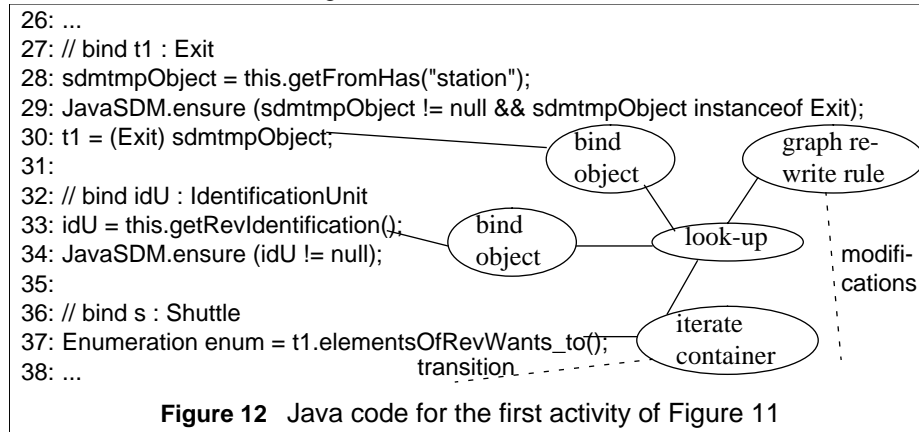 26: ...
27: // bind t1 : Exit
28: sdmtmpObject = this.getFromHas("station");
29: JavaSDM.ensure (sdmtmpObject != null && sdmtmpObject instanceof Exit);
30: t1 = (Exit) sdmtmpObject;
bind
object
graph re-
write rule
31:
32: // bind idU : IdentificationUnit
33: idU = this.getRevIdentification();
bind
object
look-up
modifi-
cations
34: JavaSDM.ensure (idU != null);
35:
36: // bind s : Shuttle
37: Enumeration enum = t1.elementsOfRevWants_to();
iterate
container
transition
38: ...
Figure 12 Java code for the first activity of Figure 11